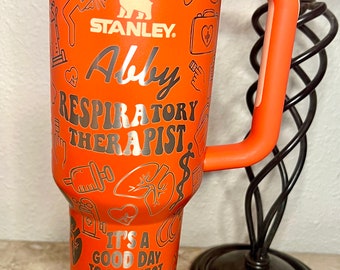 STANLEY
Abby
RESPIRATORY
THERAPIST
IT'S A
GOOD DAY